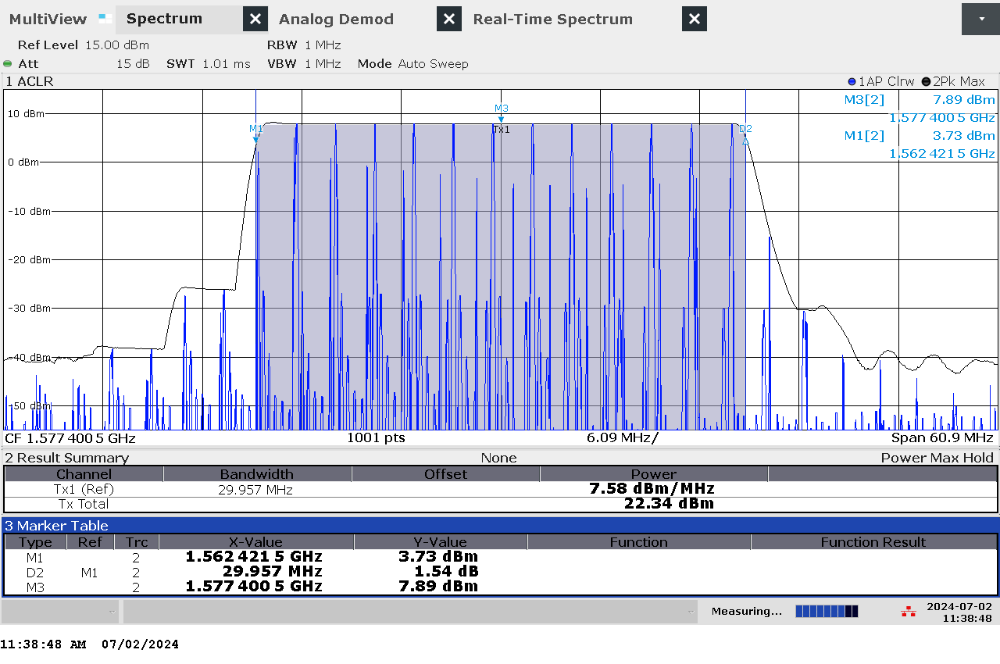 MultiView Spectrum Analog Demod Real-Time Spectrum
Ref Level 15.00 dBm RBW 1 MHz
Att 15 dB SWT 1.01 ms VBW 1 MHz Mode Auto Sweep
1 ACLR 1AP Clrw 2Pk Max
M3[2] 7.89 dBm
1.577 400 5 GHz
M1[2] 3.73 dBm
1.562 421 5 GHz
M3
10 dBm
M1 Tx1 D2
0 dBm
-10 dBm
-20 dBm
-30 dBm
-40 dBm
-50 dBm
CF 1.577 400 5 GHz 1001 pts 6.09 MHz/ Span 60.9 MHz
2 Result Summary None Power Max Hold
Channel Bandwidth Offset Power
Tx1 (Ref) 29.957 MHz 7.58 dBm/MHz
Tx Total 22.34 dBm
3 Marker Table
Type Ref Trc X-Value Y-Value Function Function Result
M1 2 1.562 421 5 GHz 3.73 dBm
D2 M1 2 29.957 MHz 1.54 dB
M3 2 1.577 400 5 GHz 7.89 dBm
Measuring... 2024-07-02
11:38:48
11:38:48 AM 07/02/2024